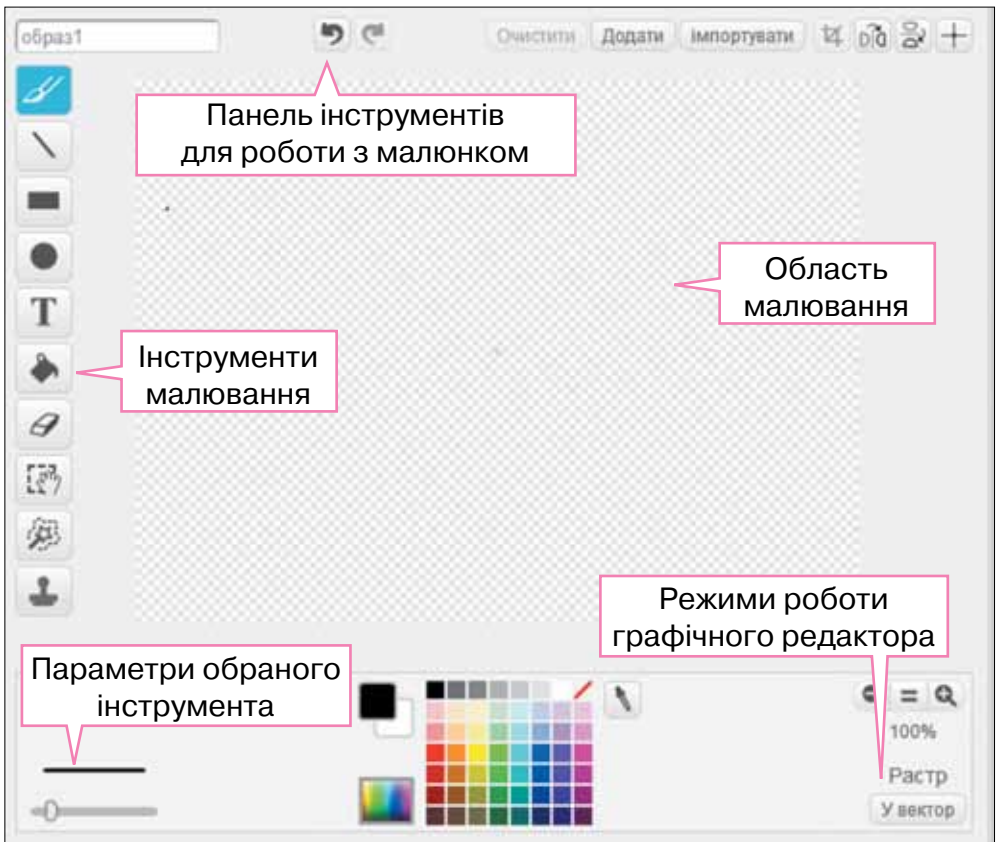 образ1
Очистити Додати імпортувати
Панель інструментів
для роботи з малюнком
Область
малювання
T
Інструменти
малювання
Режими роботи
графічного редактора
Параметри обраного
інструмента
100%
Растр
У вектор